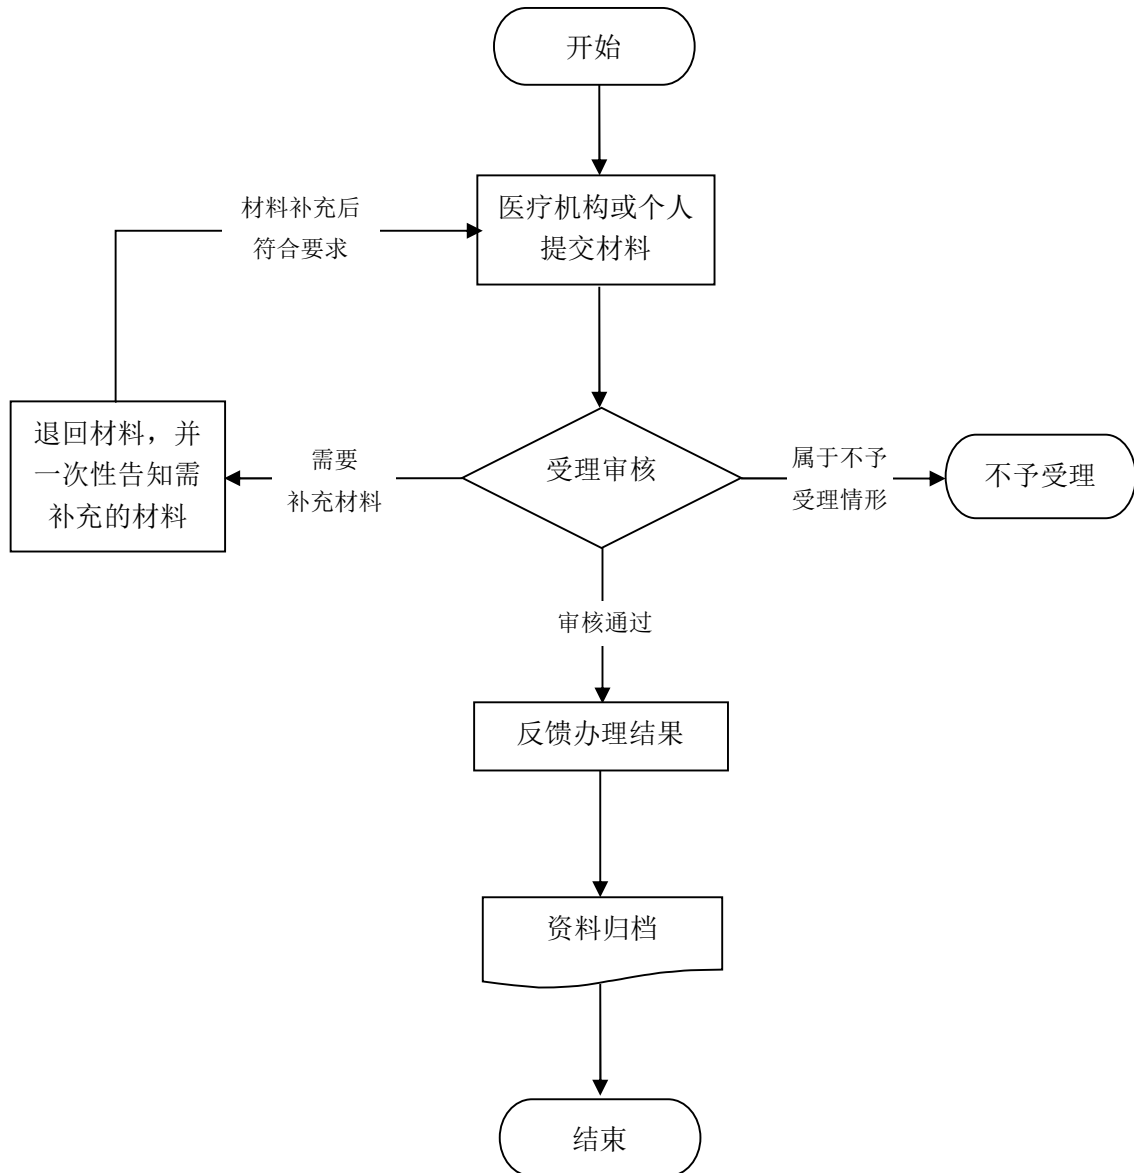 开始
材料补充后
符合要求
医疗机构或个人
提交材料
退回材料，并
一次性告知需
补充的材料
需要
补充材料
受理审核
属于不予
受理情形
不予受理
审核通过
反馈办理结果
资料归档
结束